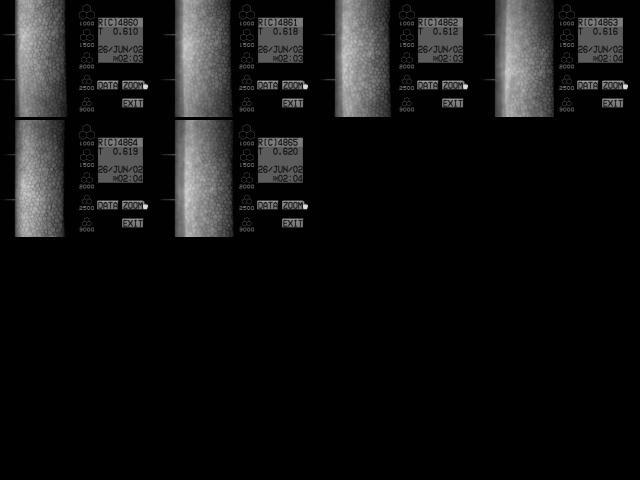 R(C)4860
T 0.610
26/JUN/02
02:03
1000
1500
2000
2500
3000
DATA ZOOM
EXIT
R(C)4861
T 0.618
26/JUN/02
02:03
1000
1500
2000
2500
3000
DATA ZOOM
EXIT
R(C)4862
T 0.612
26/JUN/02
02:03
1000
1500
2000
2500
3000
DATA ZOOM
EXIT
R(C)4863
T 0.616
26/JUN/02
02:04
1000
1500
2000
2500
3000
DATA ZOOM
EXIT
R(C)4864
T 0.619
26/JUN/02
02:04
1000
1500
2000
2500
3000
DATA ZOOM
EXIT
R(C)4865
T 0.620
26/JUN/02
02:04
1000
1500
2000
2500
3000
DATA ZOOM
EXIT